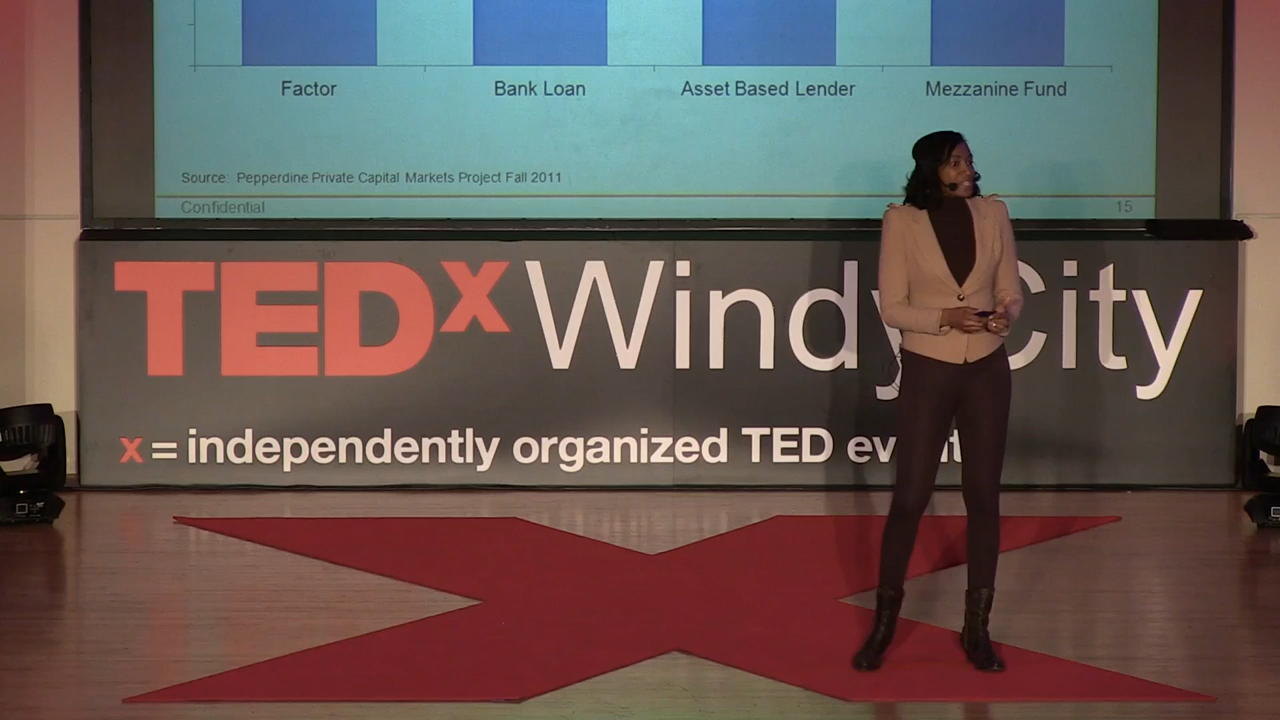 Factor Bank Loan Asset Based Lender Mezzanine Fund
Source: Pepperdine Private Capital Markets Project Fall 2011
Confidential 15
TEDx Windy City
x = independently organized TED event